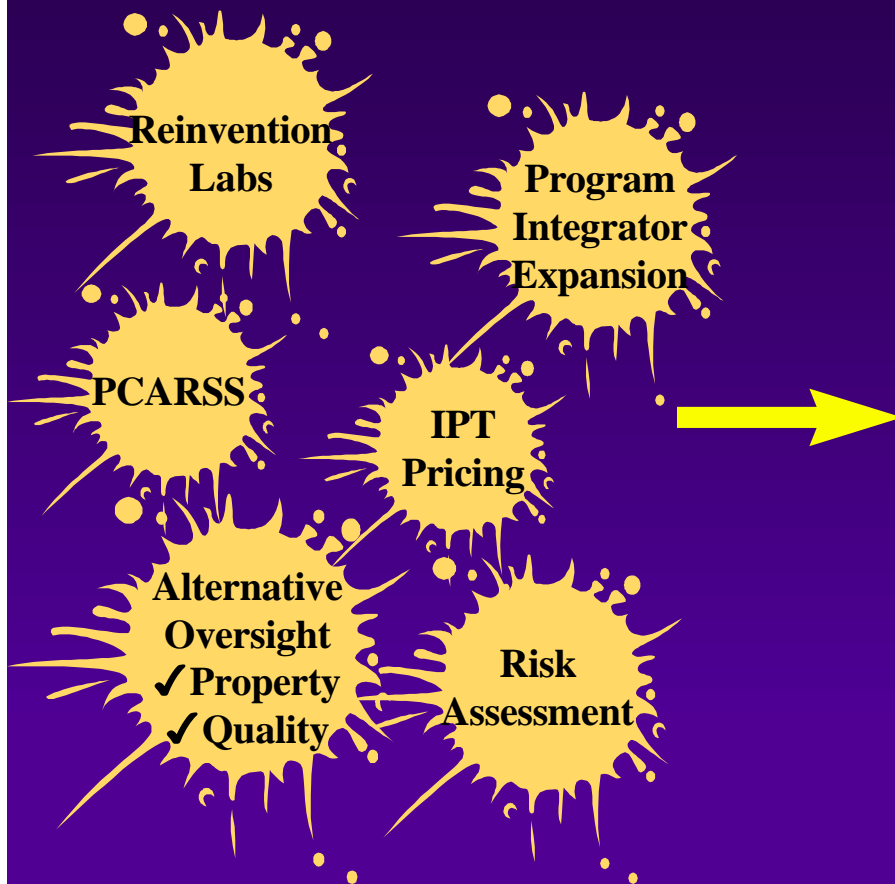 Reinvention
Labs
Program
Integrator
Expansion
PCARSS
IPT
Pricing
Alternative
Oversight
✓Property
✓Quality
Risk
Assessment